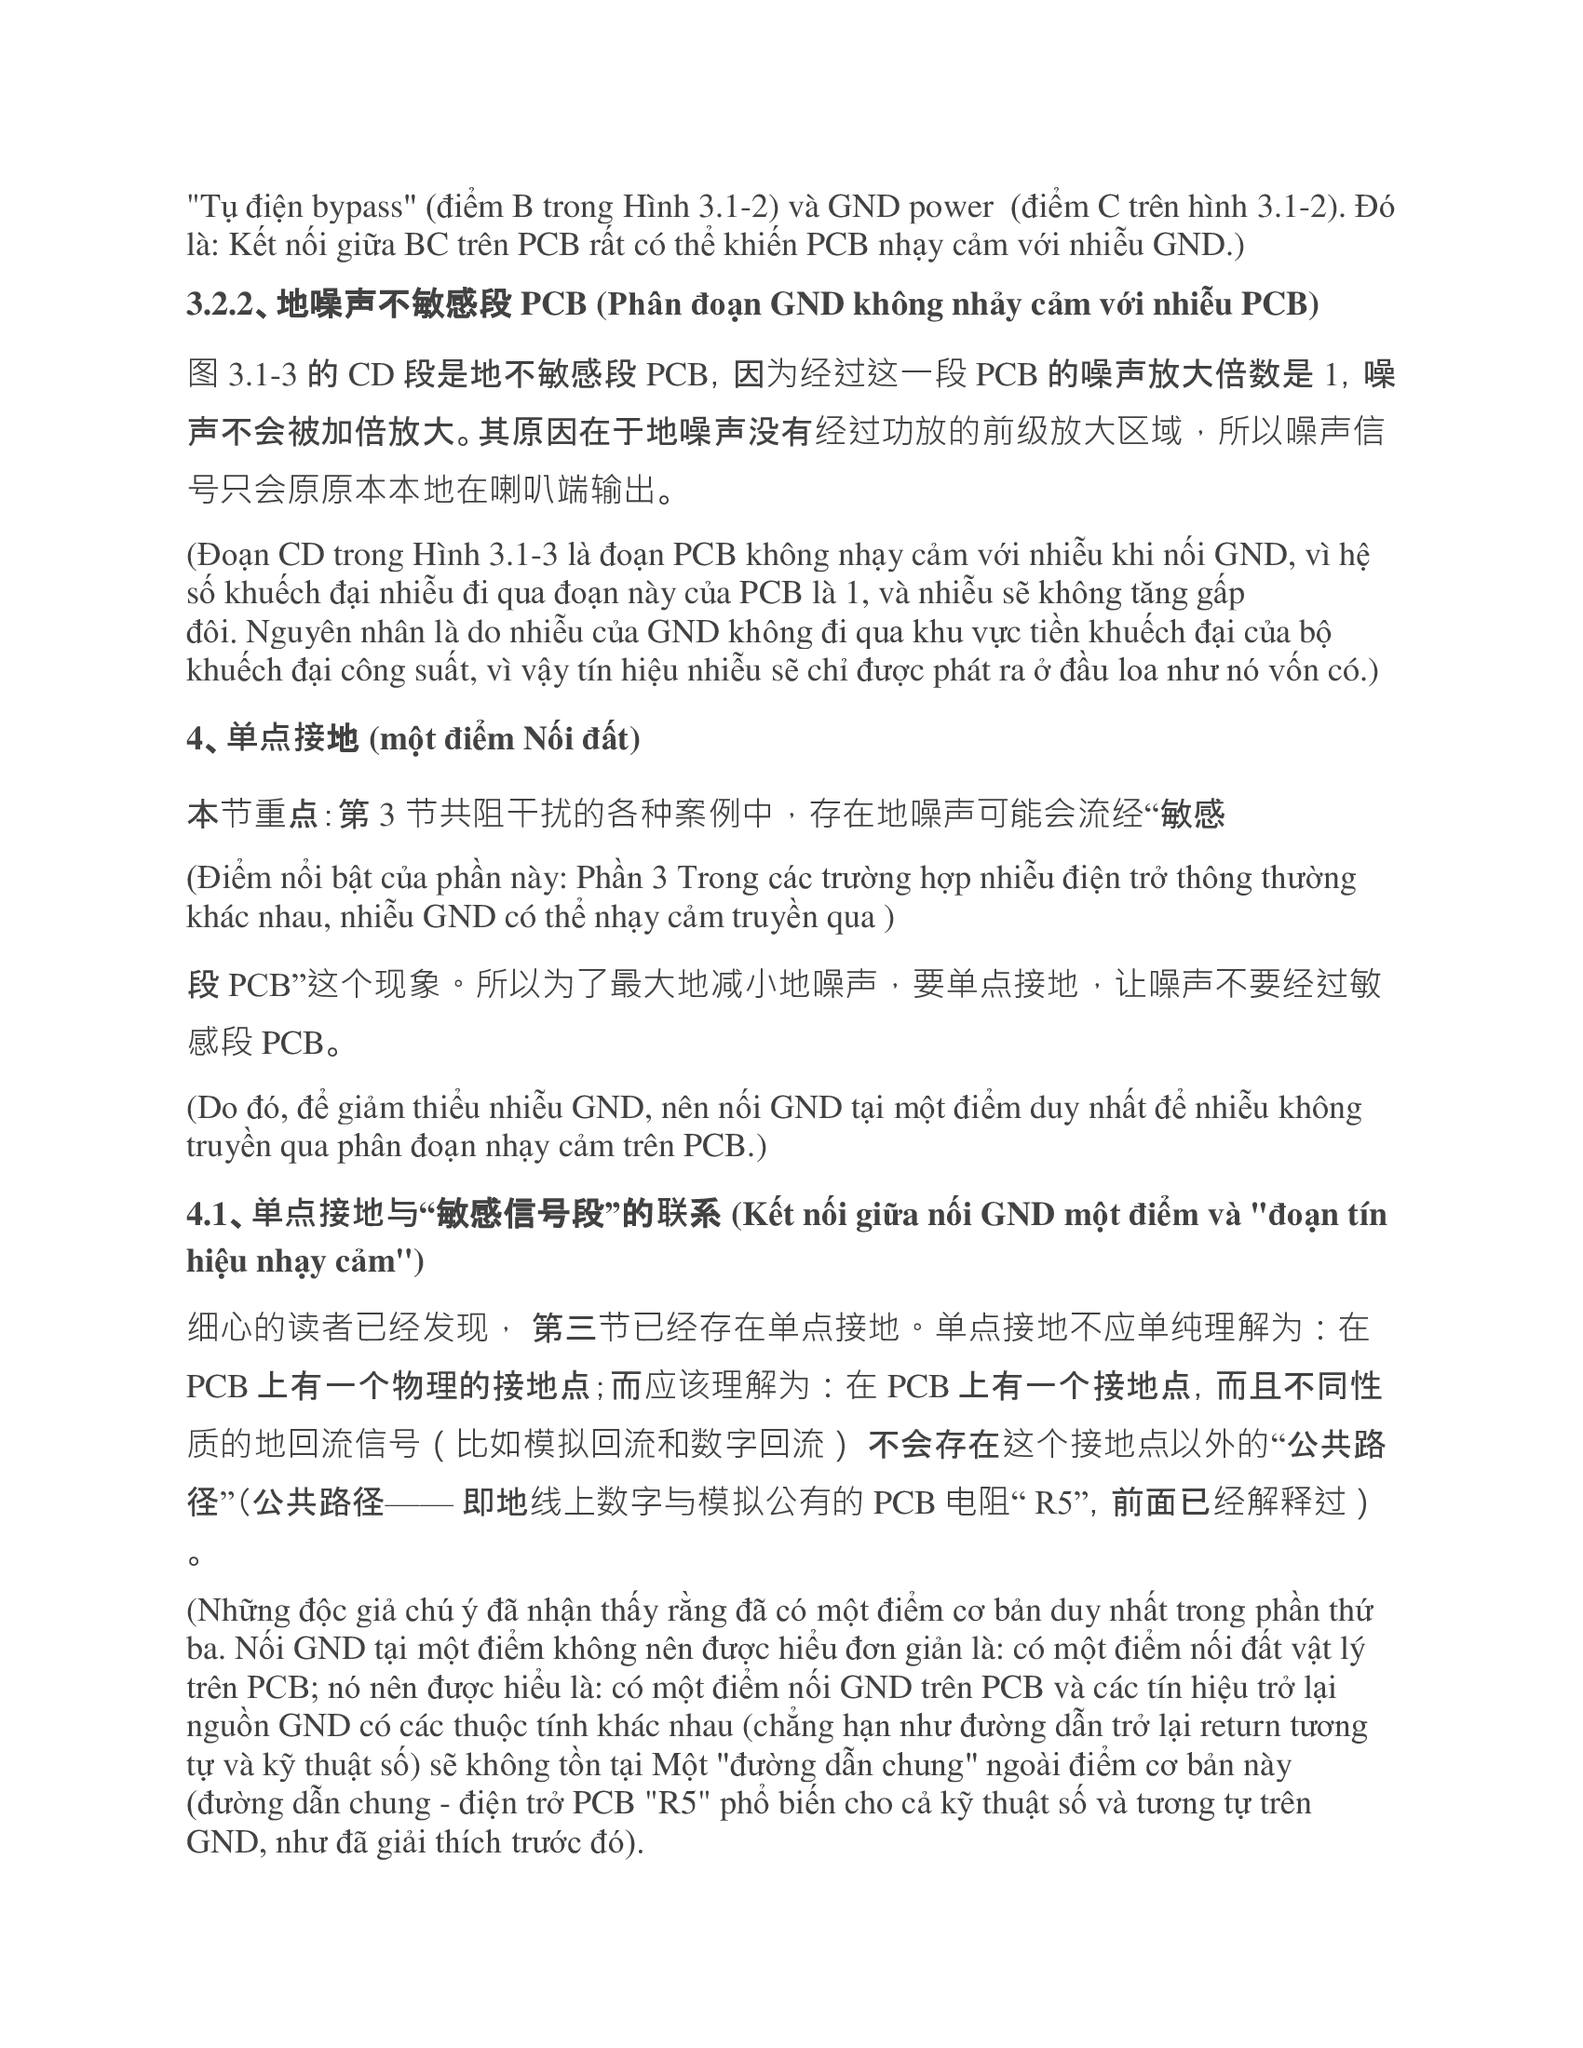 "Tụ điện bypass" (điểm B trong Hình 3.1-2) và GND power (điểm C trên hình 3.1-2). Đó
là: Kết nối giữa BC trên PCB rất có thể khiến PCB nhạy cảm với nhiễu GND.)
3.2.2、地噪声不敏感段 PCB (Phân đoạn GND không nhảy cảm với nhiễu PCB)
图 3.1-3 的 CD 段是地不敏感段 PCB, 因为经过这一段 PCB 的噪声放大倍数是 1, 噪
声不会被加倍放大。其原因在于地噪声没有经过功放的前级放大区域，所以噪声信
号只会原原本本地在喇叭端输出。
(Đoạn CD trong Hình 3.1-3 là đoạn PCB không nhạy cảm với nhiễu khi nối GND, vì hệ
số khuếch đại nhiễu đi qua đoạn này của PCB là 1, và nhiễu sẽ không tăng gấp
đôi. Nguyên nhân là do nhiễu của GND không đi qua khu vực tiền khuếch đại của bộ
khuếch đại công suất, vì vậy tín hiệu nhiễu sẽ chỉ được phát ra ở đầu loa như nó vốn có.)
4、单点接地 (một điểm Nối đất)
本节重点：第 3 节共阻干扰的各种案例中，存在地噪声可能会流经“敏感
(Điểm nổi bật của phần này: Phần 3 Trong các trường hợp nhiễu điện trở thông thường
khác nhau, nhiễu GND có thể nhạy cảm truyền qua )
段 PCB”这个现象。所以为了最大地减小地噪声，要单点接地，让噪声不要经过敏
感段 PCB。
(Do đó, để giảm thiểu nhiễu GND, nên nối GND tại một điểm duy nhất để nhiễu không
truyền qua phân đoạn nhạy cảm trên PCB.)
4.1、单点接地与“敏感信号段”的联系 (Kết nối giữa nối GND một điểm và "đoạn tín
hiệu nhạy cảm")
细心的读者已经发现， 第三节已经存在单点接地。单点接地不应单纯理解为：在
PCB 上有一个物理的接地点；而应该理解为：在 PCB 上有一个接地点, 而且不同性
质的地回流信号（比如模拟回流和数字回流） 不会存在这个接地点以外的“公共路
径”（公共路径—— 即地线上数字与模拟公有的 PCB 电阻“ R5”, 前面已经解释过）
。
(Những độc giả chú ý đã nhận thấy rằng đã có một điểm cơ bản duy nhất trong phần thứ
ba. Nối GND tại một điểm không nên được hiểu đơn giản là: có một điểm nối đất vật lý
trên PCB; nó nên được hiểu là: có một điểm nối GND trên PCB và các tín hiệu trở lại
nguồn GND có các thuộc tính khác nhau (chẳng hạn như đường dẫn trở lại return tương
tự và kỹ thuật số) sẽ không tồn tại Một "đường dẫn chung" ngoài điểm cơ bản này
(đường dẫn chung - điện trở PCB "R5" phổ biến cho cả kỹ thuật số và tương tự trên
GND, như đã giải thích trước đó).